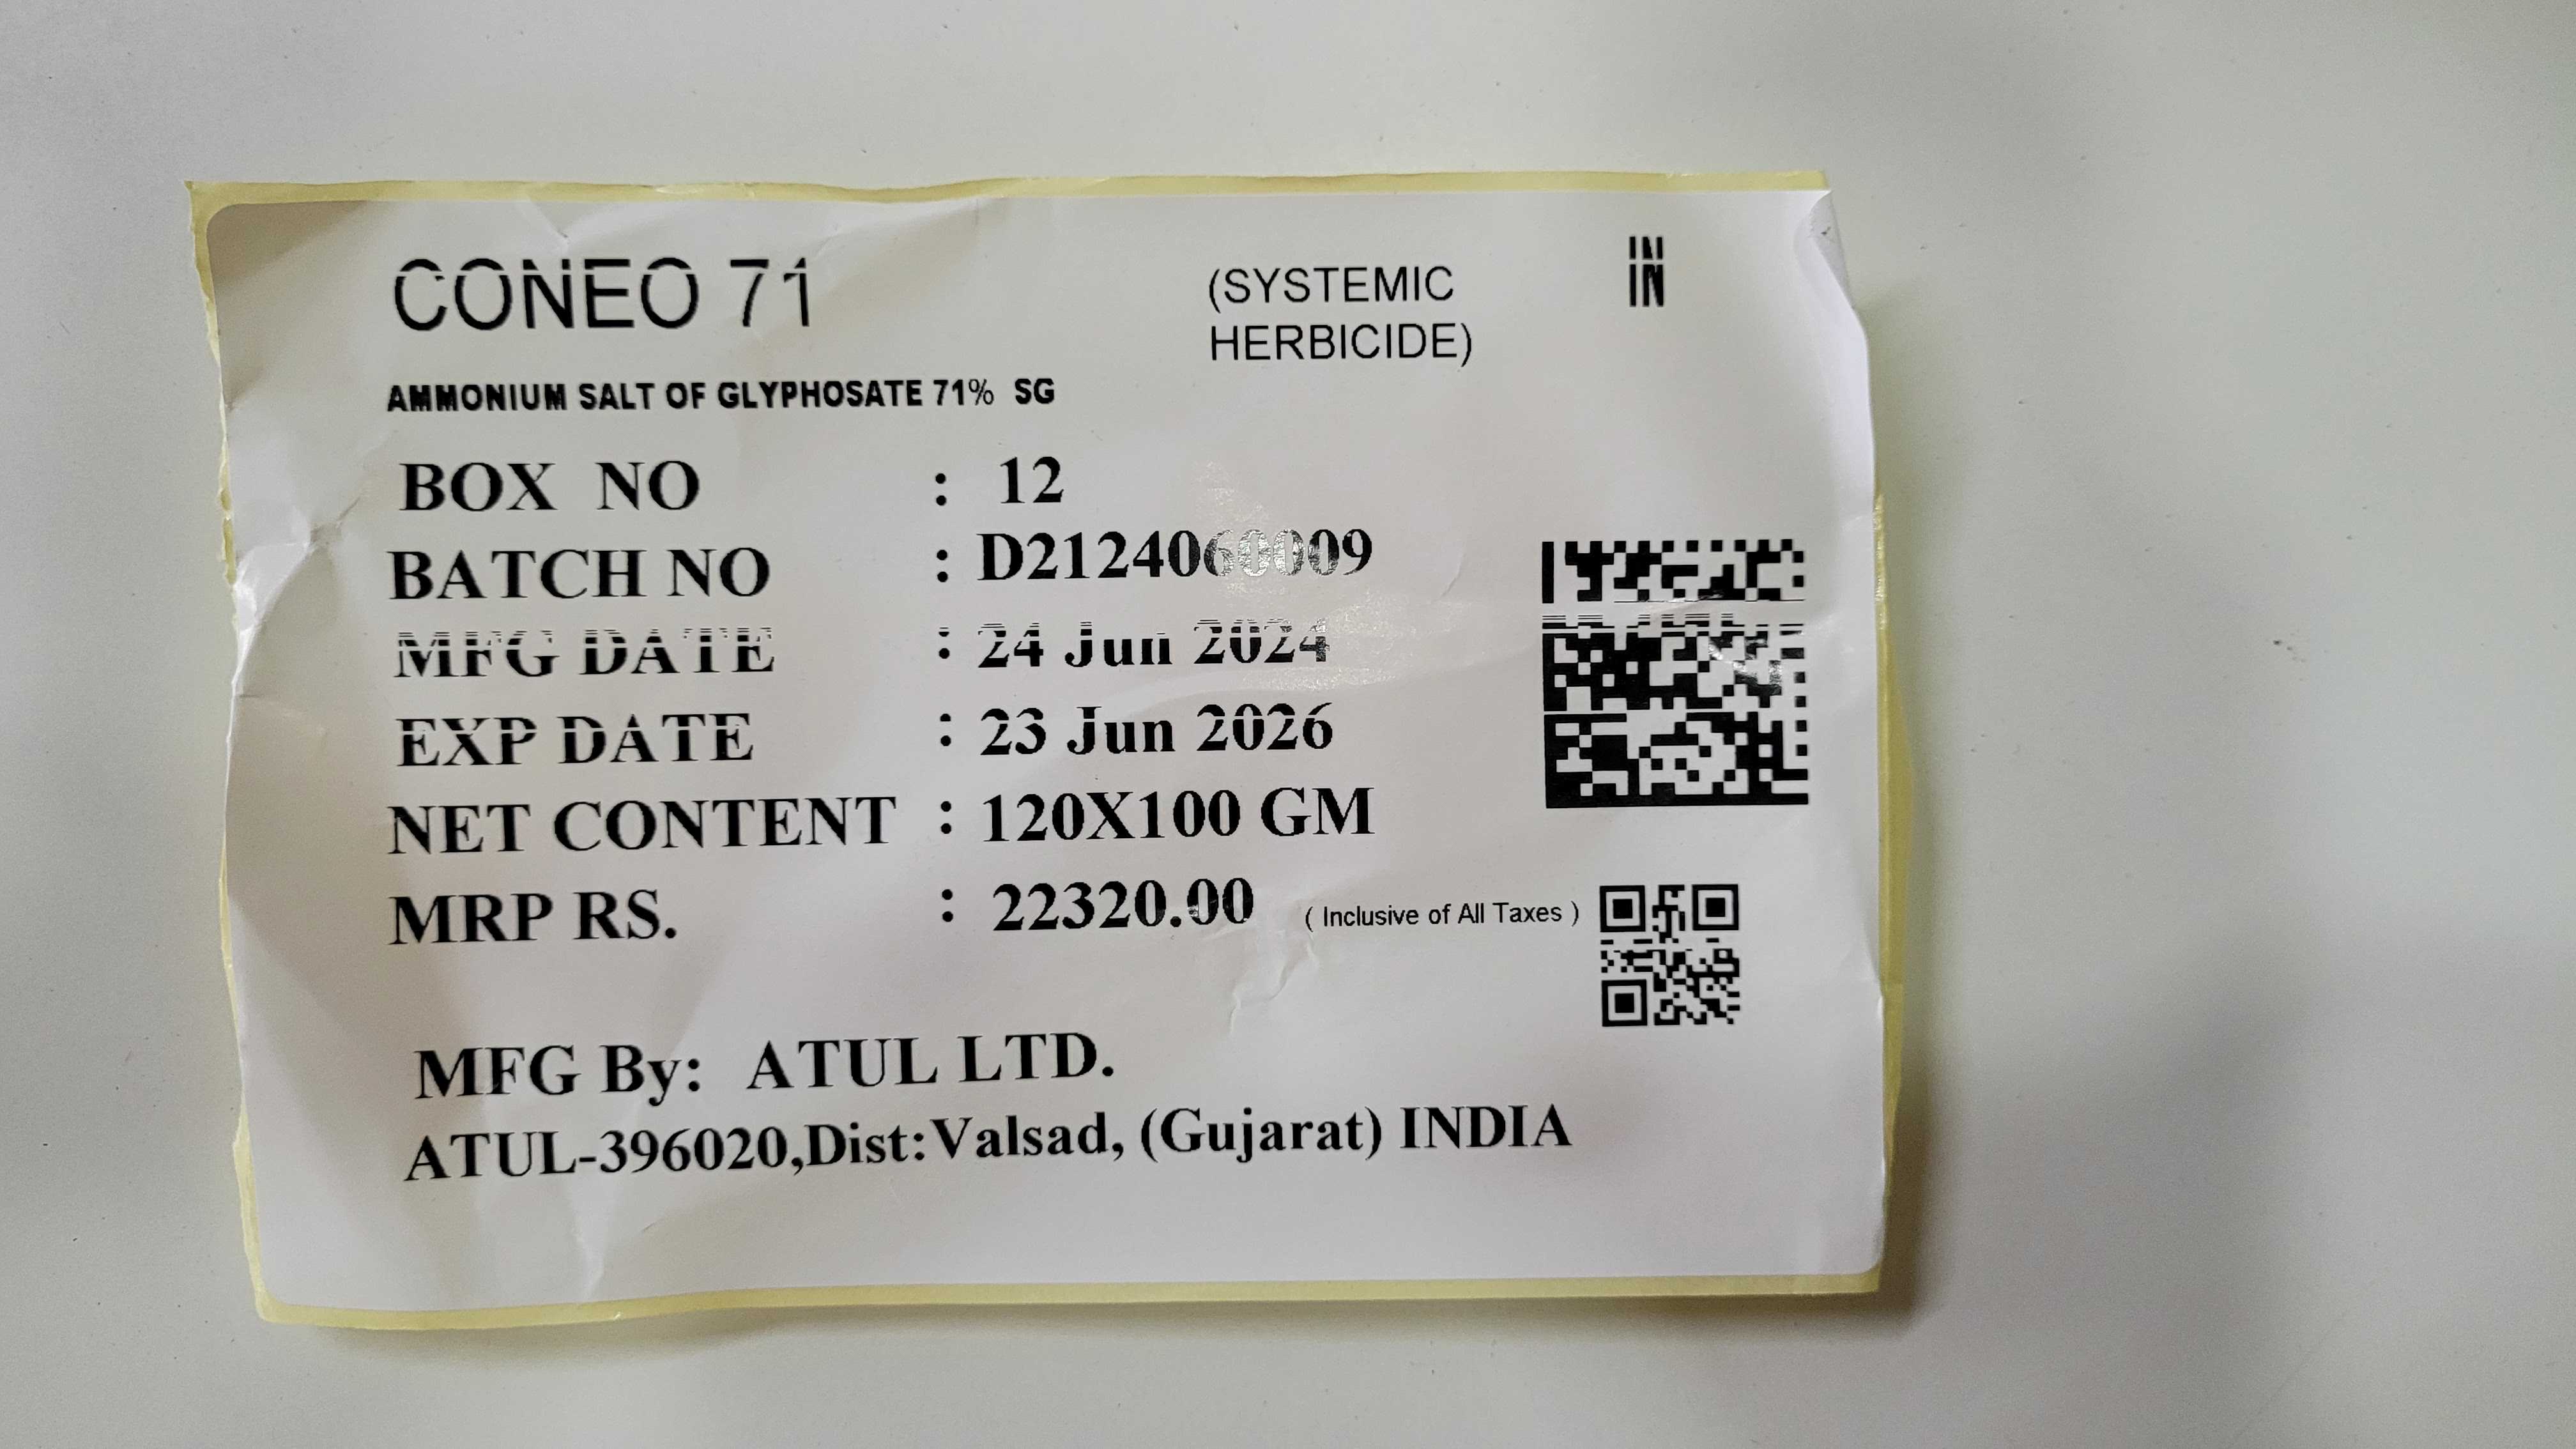 CONEO 71
(SYSTEMIC
HERBICIDE)
IN
AMMONIUM SALT OF GLYPHOSATE 71% SG
BOX NO : 12
BATCH NO : D2124060009
MFG DATE : 24 Jun 2024
EXP DATE : 23 Jun 2026
NET CONTENT : 120X100 GM
MRP RS. : 22320.00 ( Inclusive of All Taxes )
MFG By: ATUL LTD.
ATUL-396020,Dist:Valsad, (Gujarat) INDIA